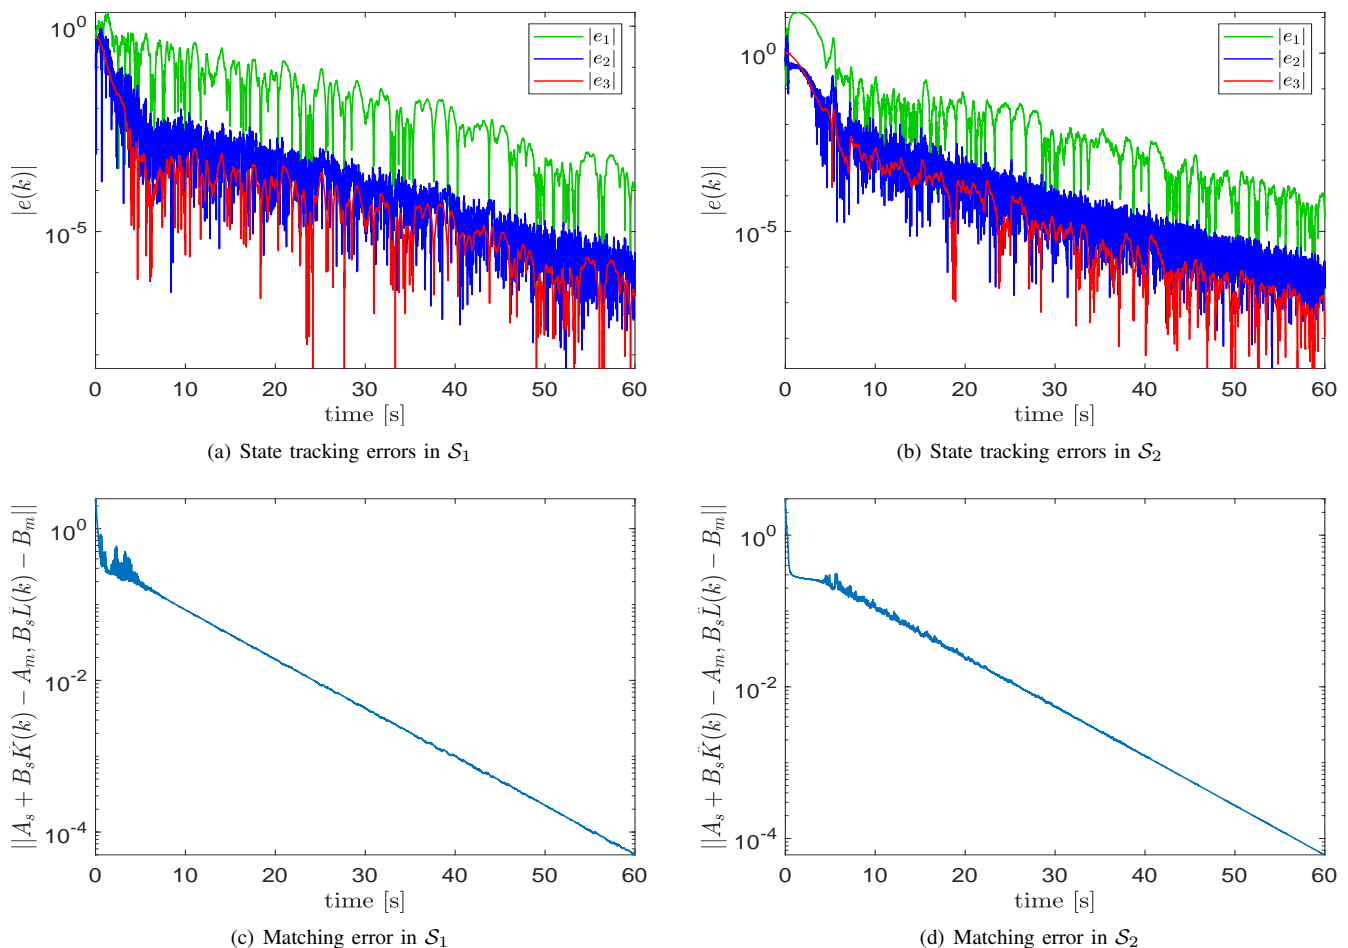 10^0
10^-5
|e(k)|
|e_1|
|e_2|
|e_3|
0 10 20 30 40 50 60
time [s]
(a) State tracking errors in S_1
10^0
10^-5
|e(k)|
|e_1|
|e_2|
|e_3|
0 10 20 30 40 50 60
time [s]
(b) State tracking errors in S_2
10^0
10^-2
10^-4
||A_s + B_s K̈(k) − A_m, B_s L̈(k) − B_m||
0 10 20 30 40 50 60
time [s]
(c) Matching error in S_1
10^0
10^-2
10^-4
||A_s + B_s K̈(k) − A_m, B_s L̈(k) − B_m||
0 10 20 30 40 50 60
time [s]
(d) Matching error in S_2